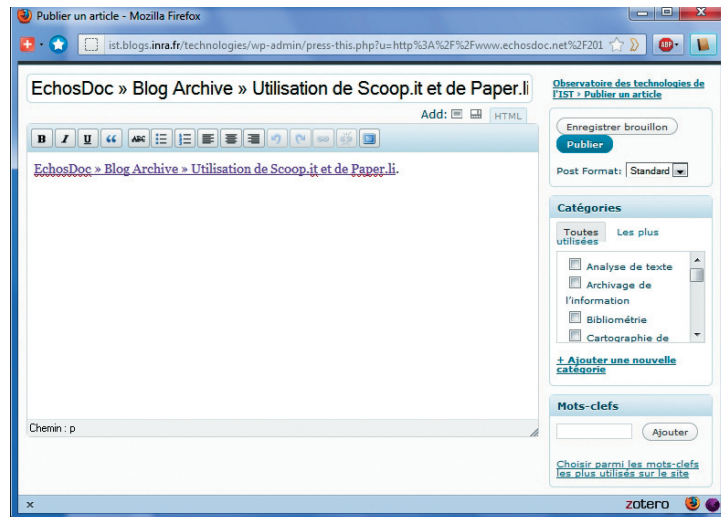 Publier un article - Mozilla Firefox
ist.blogs.inra.fr/technologies/wp-admin/press-this.php?u=http%3A%2F%2Fwww.echosdoc.net%2F201
ABP
EchosDoc » Blog Archive » Utilisation de Scoop.it et de Paper.li
Add:
HTML
B I U ABC
EchosDoc » Blog Archive » Utilisation de Scoop.it et de Paper.li.
Chemin : p
Observatoire des technologies de
l'IST › Publier un article
Enregistrer brouillon
Publier
Post Format: Standard
Catégories
Toutes Les plus
utilisées
Analyse de texte
Archivage de
l'information
Bibliométrie
Cartographie de
+ Ajouter une nouvelle
catégorie
Mots-clefs
Ajouter
Choisir parmi les mots-clefs
les plus utilisés sur le site
x
zotero